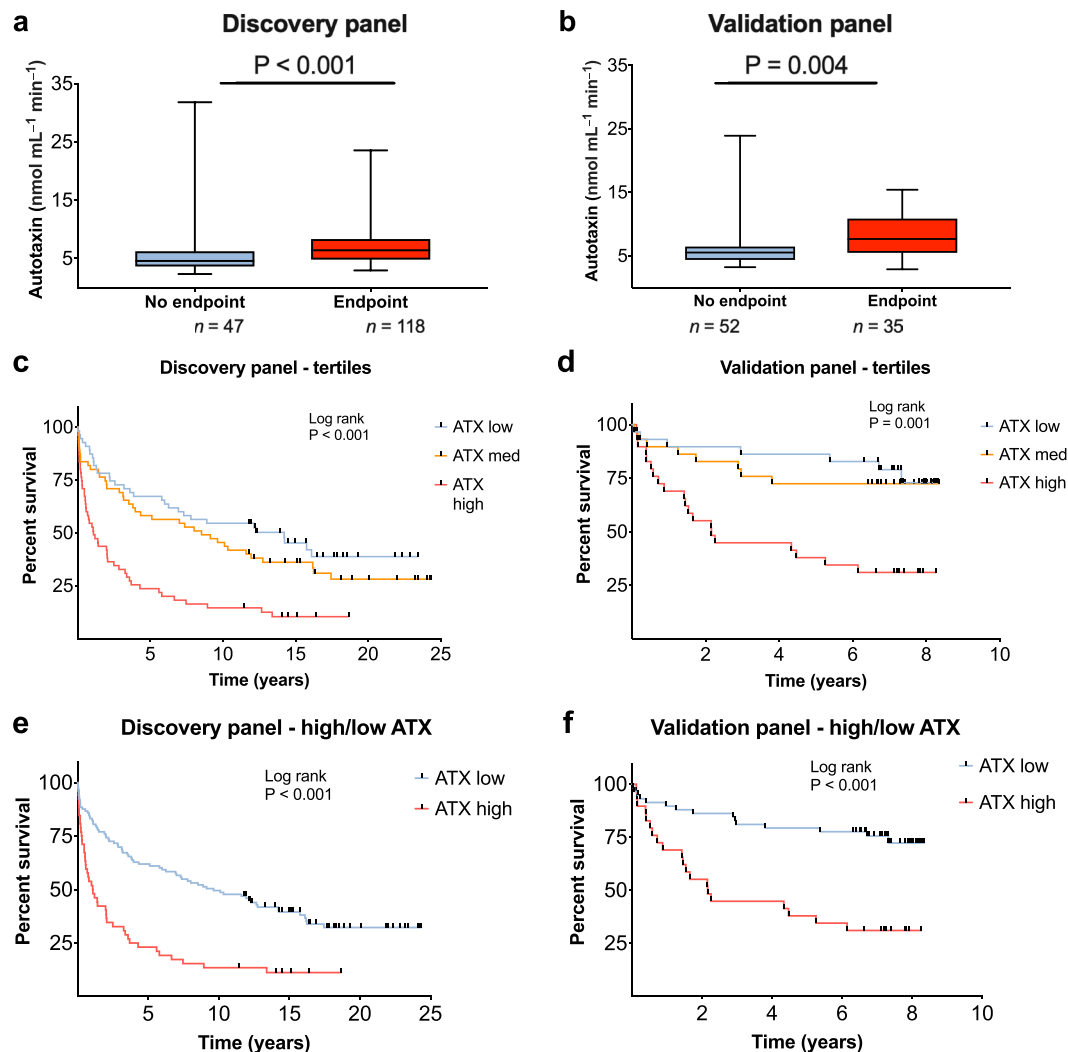 a
Discovery panel
P < 0.001
Autotaxin (nmol mL⁻¹ min⁻¹)
35
25
15
5
No endpoint
Endpoint
n = 47
n = 118
b
Validation panel
P = 0.004
Autotaxin (nmol mL⁻¹ min⁻¹)
35
25
15
5
No endpoint
Endpoint
n = 52
n = 35
c
Discovery panel - tertiles
Log rank
P < 0.001
ATX low
ATX med
ATX
high
Percent survival
100
75
50
25
5
10
15
20
25
Time (years)
d
Validation panel - tertiles
Log rank
P = 0.001
ATX low
ATX med
ATX high
Percent survival
100
75
50
25
2
4
6
8
10
Time (years)
e
Discovery panel - high/low ATX
Log rank
P < 0.001
ATX low
ATX high
Percent survival
100
75
50
25
5
10
15
20
25
Time (years)
f
Validation panel - high/low ATX
Log rank
P < 0.001
ATX low
ATX high
Percent survival
100
75
50
25
2
4
6
8
10
Time (years)